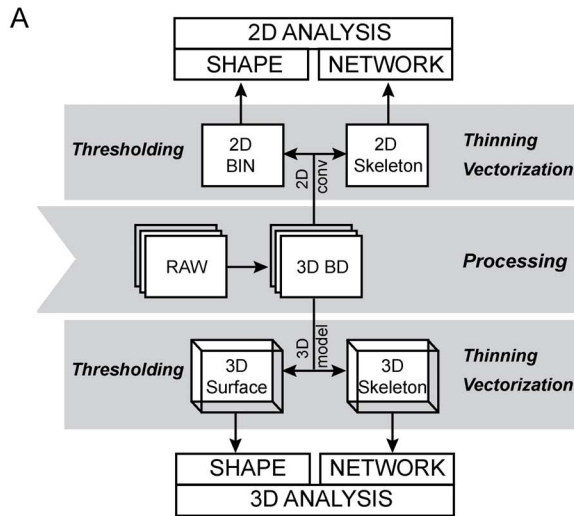 A
2D ANALYSIS
SHAPE NETWORK
Thresholding 2D BIN 2D Skeleton Thinning Vectorization
2D conv
RAW 3D BD Processing
3D model
Thresholding 3D Surface 3D Skeleton Thinning Vectorization
SHAPE NETWORK
3D ANALYSIS